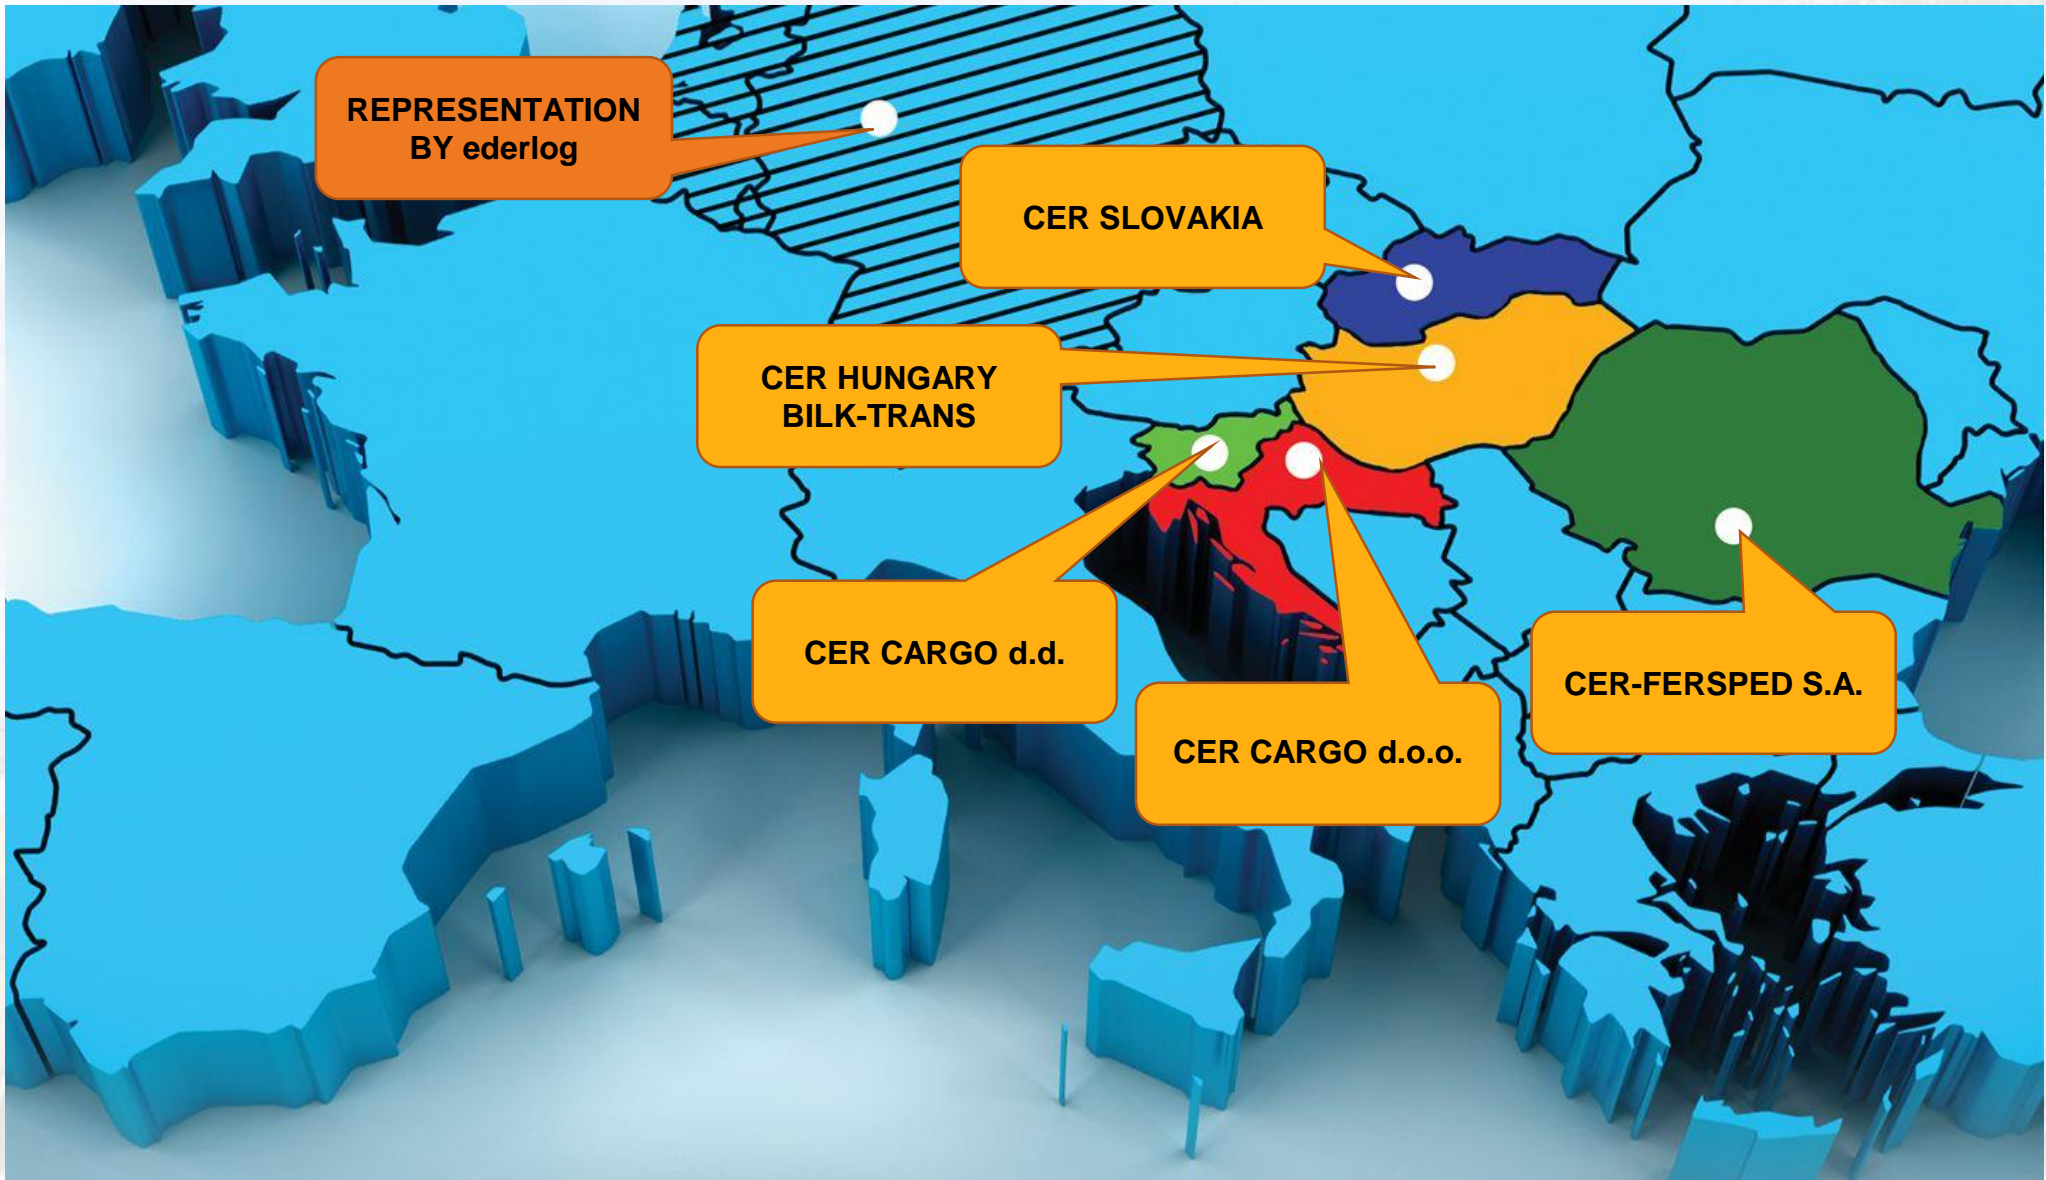 REPRESENTATION
BY ederlog
CER SLOVAKIA
CER HUNGARY
BILK-TRANS
CER CARGO d.d.
CER CARGO d.o.o.
CER-FERSPED S.A.